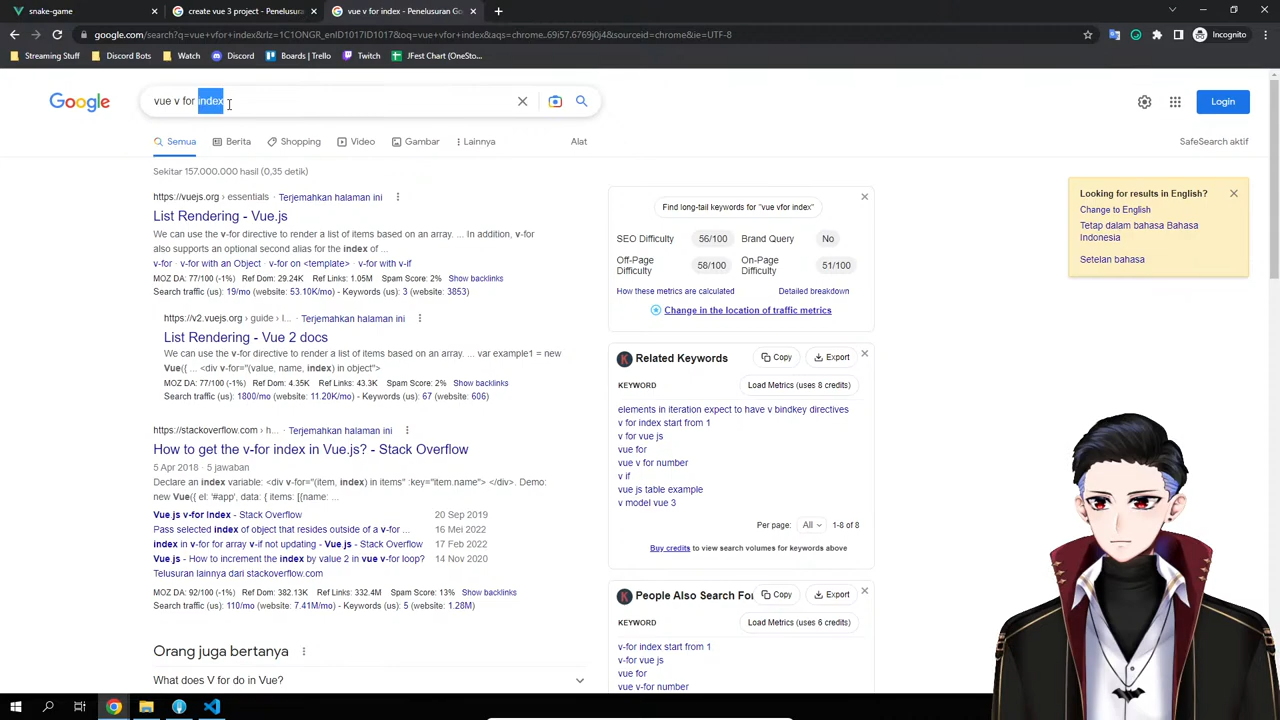 snake-game
create vue 3 project - Penelusura
vue v for index - Penelusuran Go
google.com/search?q=vue+v+for+index&rlz=1C1ONGR_enID1017ID1017&oq=vue+v+for+index&aqs=chrome..69i57.6769j0j4&sourceid=chrome&ie=UTF-8
Incognito
Streaming Stuff
Discord Bots
Watch
Discord
Boards | Trello
Twitch
JFest Chart (OneSto...
Google
vue v for index
Login
Semua
Berita
Shopping
Video
Gambar
Lainnya
Alat
SafeSearch aktif
Sekitar 157.000.000 hasil (0,35 detik)
https://vuejs.org › essentials · Terjemahkan halaman ini
List Rendering - Vue.js
We can use the v-for directive to render a list of items based on an array. ... In addition, v-for
also supports an optional second alias for the index of ...
v-for · v-for with an Object · v-for on <template> · v-for with v-if
MOZ DA: 77/100 (-1%) Ref Dom: 29.24K Ref Links: 1.05M Spam Score: 2% Show backlinks
Search traffic (us): 19/mo (website: 53.10K/mo) - Keywords (us): 3 (website: 3853)
https://v2.vuejs.org › guide › l... · Terjemahkan halaman ini
List Rendering - Vue 2 docs
We can use the v-for directive to render a list of items based on an array. ... var example1 = new
Vue({ ... <div v-for="(value, name, index) in object">
MOZ DA: 77/100 (-1%) Ref Dom: 4.35K Ref Links: 43.3K Spam Score: 2% Show backlinks
Search traffic (us): 1800/mo (website: 11.20K/mo) - Keywords (us): 67 (website: 606)
https://stackoverflow.com › h... · Terjemahkan halaman ini
How to get the v-for index in Vue.js? - Stack Overflow
5 Apr 2018 · 5 jawaban
Declare an index variable: <div v-for="(item, index) in items" :key="item.name"> </div>. Demo:
new Vue({ el: '#app', data: { items: [{name: ...
Vue js v-for Index - Stack Overflow 20 Sep 2019
Pass selected index of object that resides outside of a v-for ... 16 Mei 2022
index in v-for for array v-if not updating - Vue js - Stack Overflow 17 Feb 2022
Vue js - How to increment the index by value 2 in vue v-for loop? 14 Nov 2020
Telusuran lainnya dari stackoverflow.com
MOZ DA: 92/100 (-1%) Ref Dom: 382.13K Ref Links: 332.4M Spam Score: 13% Show backlinks
Search traffic (us): 110/mo (website: 7.41M/mo) - Keywords (us): 5 (website: 1.28M)
Orang juga bertanya
What does V for do in Vue?
Find long-tail keywords for "vue vfor index"
SEO Difficulty 56/100 Brand Query No
Off-Page Difficulty 58/100 On-Page Difficulty 51/100
How these metrics are calculated Detailed breakdown
Change in the location of traffic metrics
Related Keywords Copy Export
KEYWORD Load Metrics (uses 8 credits)
elements in iteration expect to have v bindkey directives
v for index start from 1
v for vue js
vue for
vue v for number
v if
vue js table example
v model vue 3
Per page: All 1-8 of 8
Buy credits to view search volumes for keywords above
People Also Search Fo Copy Export
KEYWORD Load Metrics (uses 6 credits)
v-for index start from 1
v-for vue js
vue for
vue v-for number
Looking for results in English?
Change to English
Tetap dalam bahasa Bahasa
Indonesia
Setelan bahasa